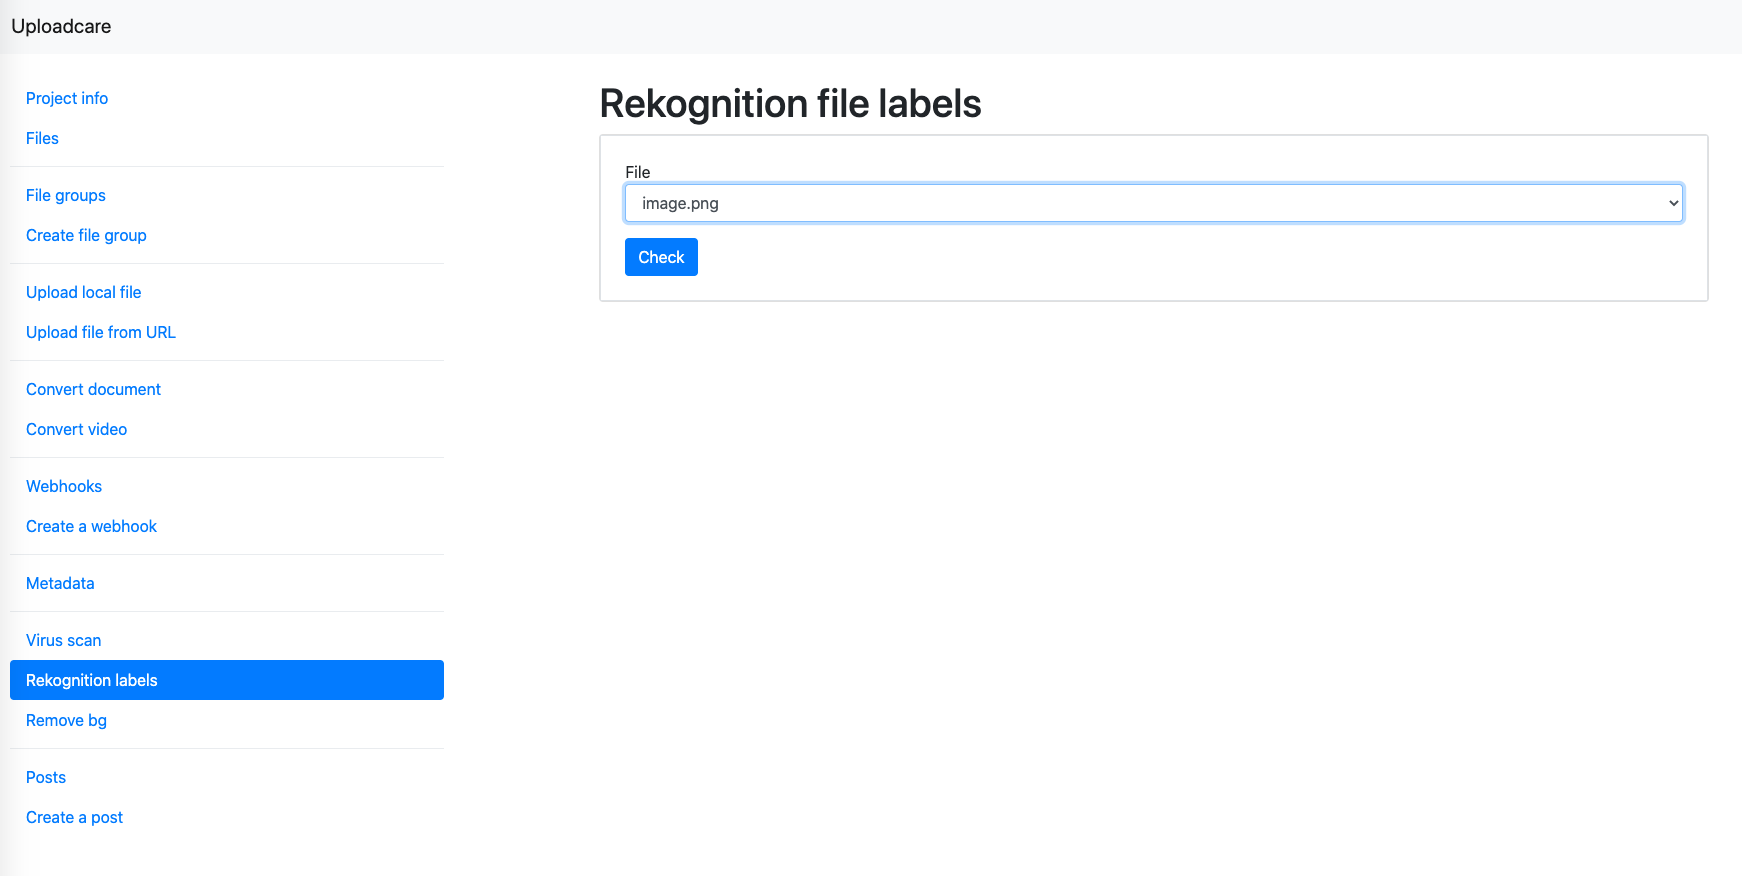 Uploadcare
Project info
Files
File groups
Create file group
Upload local file
Upload file from URL
Convert document
Convert video
Webhooks
Create a webhook
Metadata
Virus scan
Rekognition labels
Remove bg
Posts
Create a post
Rekognition file labels
File
image.png
Check